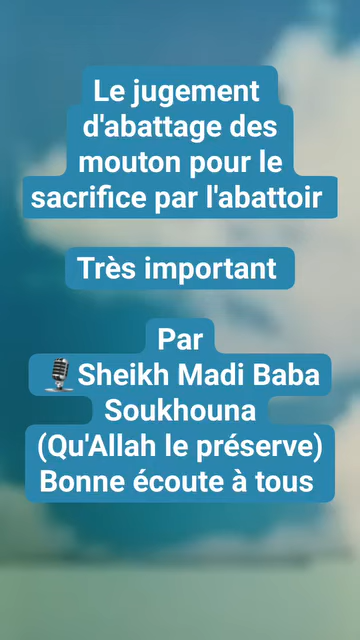 Le jugement
d'abattage des
mouton pour le
sacrifice par l'abattoir
Très important
Par
🎙️Sheikh Madi Baba
Soukhouna
(Qu'Allah le préserve)
Bonne écoute à tous